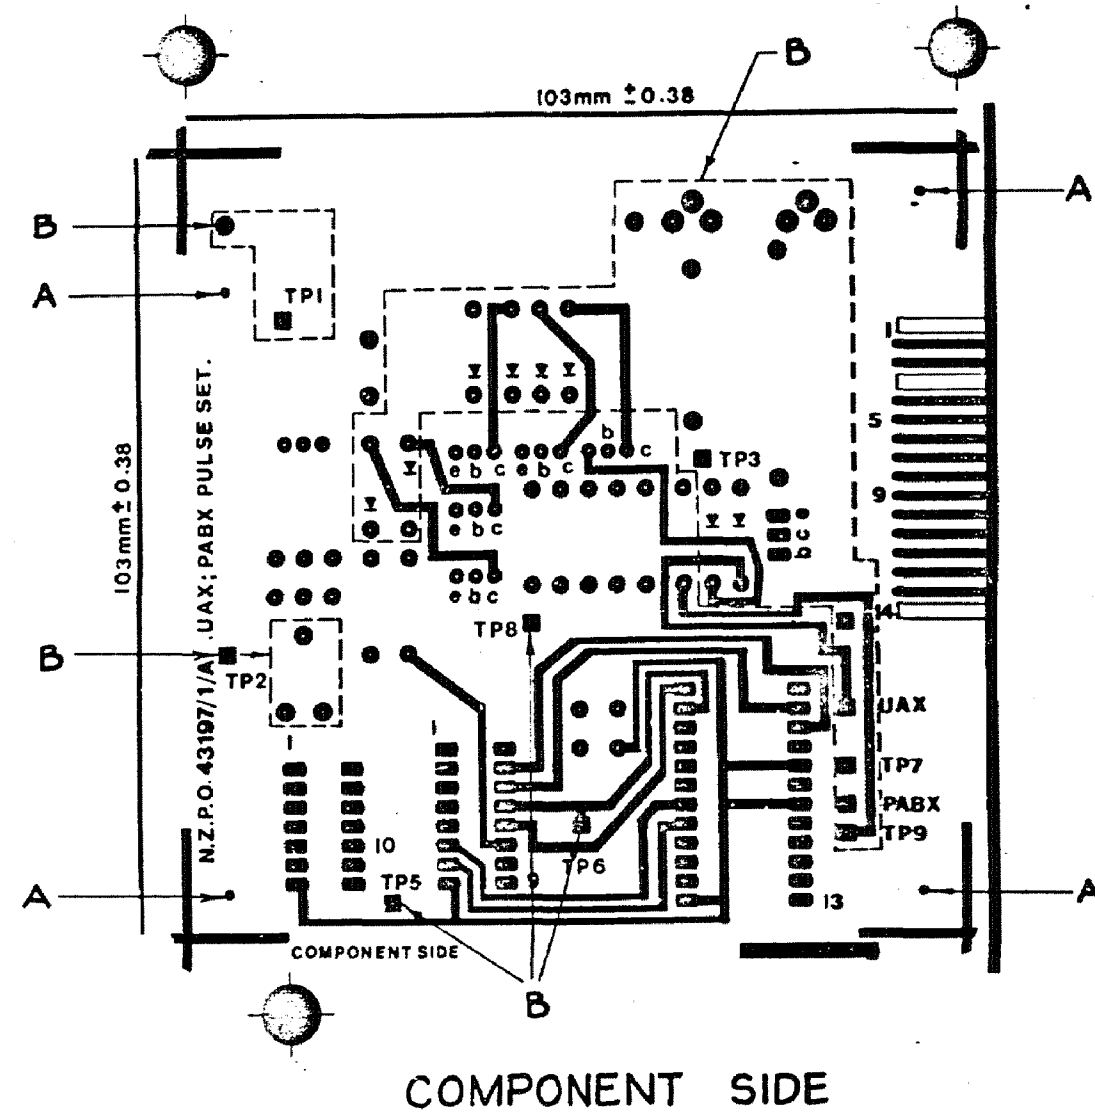 B
103mm ±0.38
A
B
A
TP1
1
5
b
e b c e b c c
TP3
9
e b c
e
c
b
103mm ± 0.38
e b c
14
TP8
B
TP2
N.Z.P.O. 43197/1/A UAX; PABX PULSE SET.
UAX
1
1
TP7
PABX
TP9
10
TP6
TP5
9
A
A
13
COMPONENT SIDE
B
COMPONENT SIDE